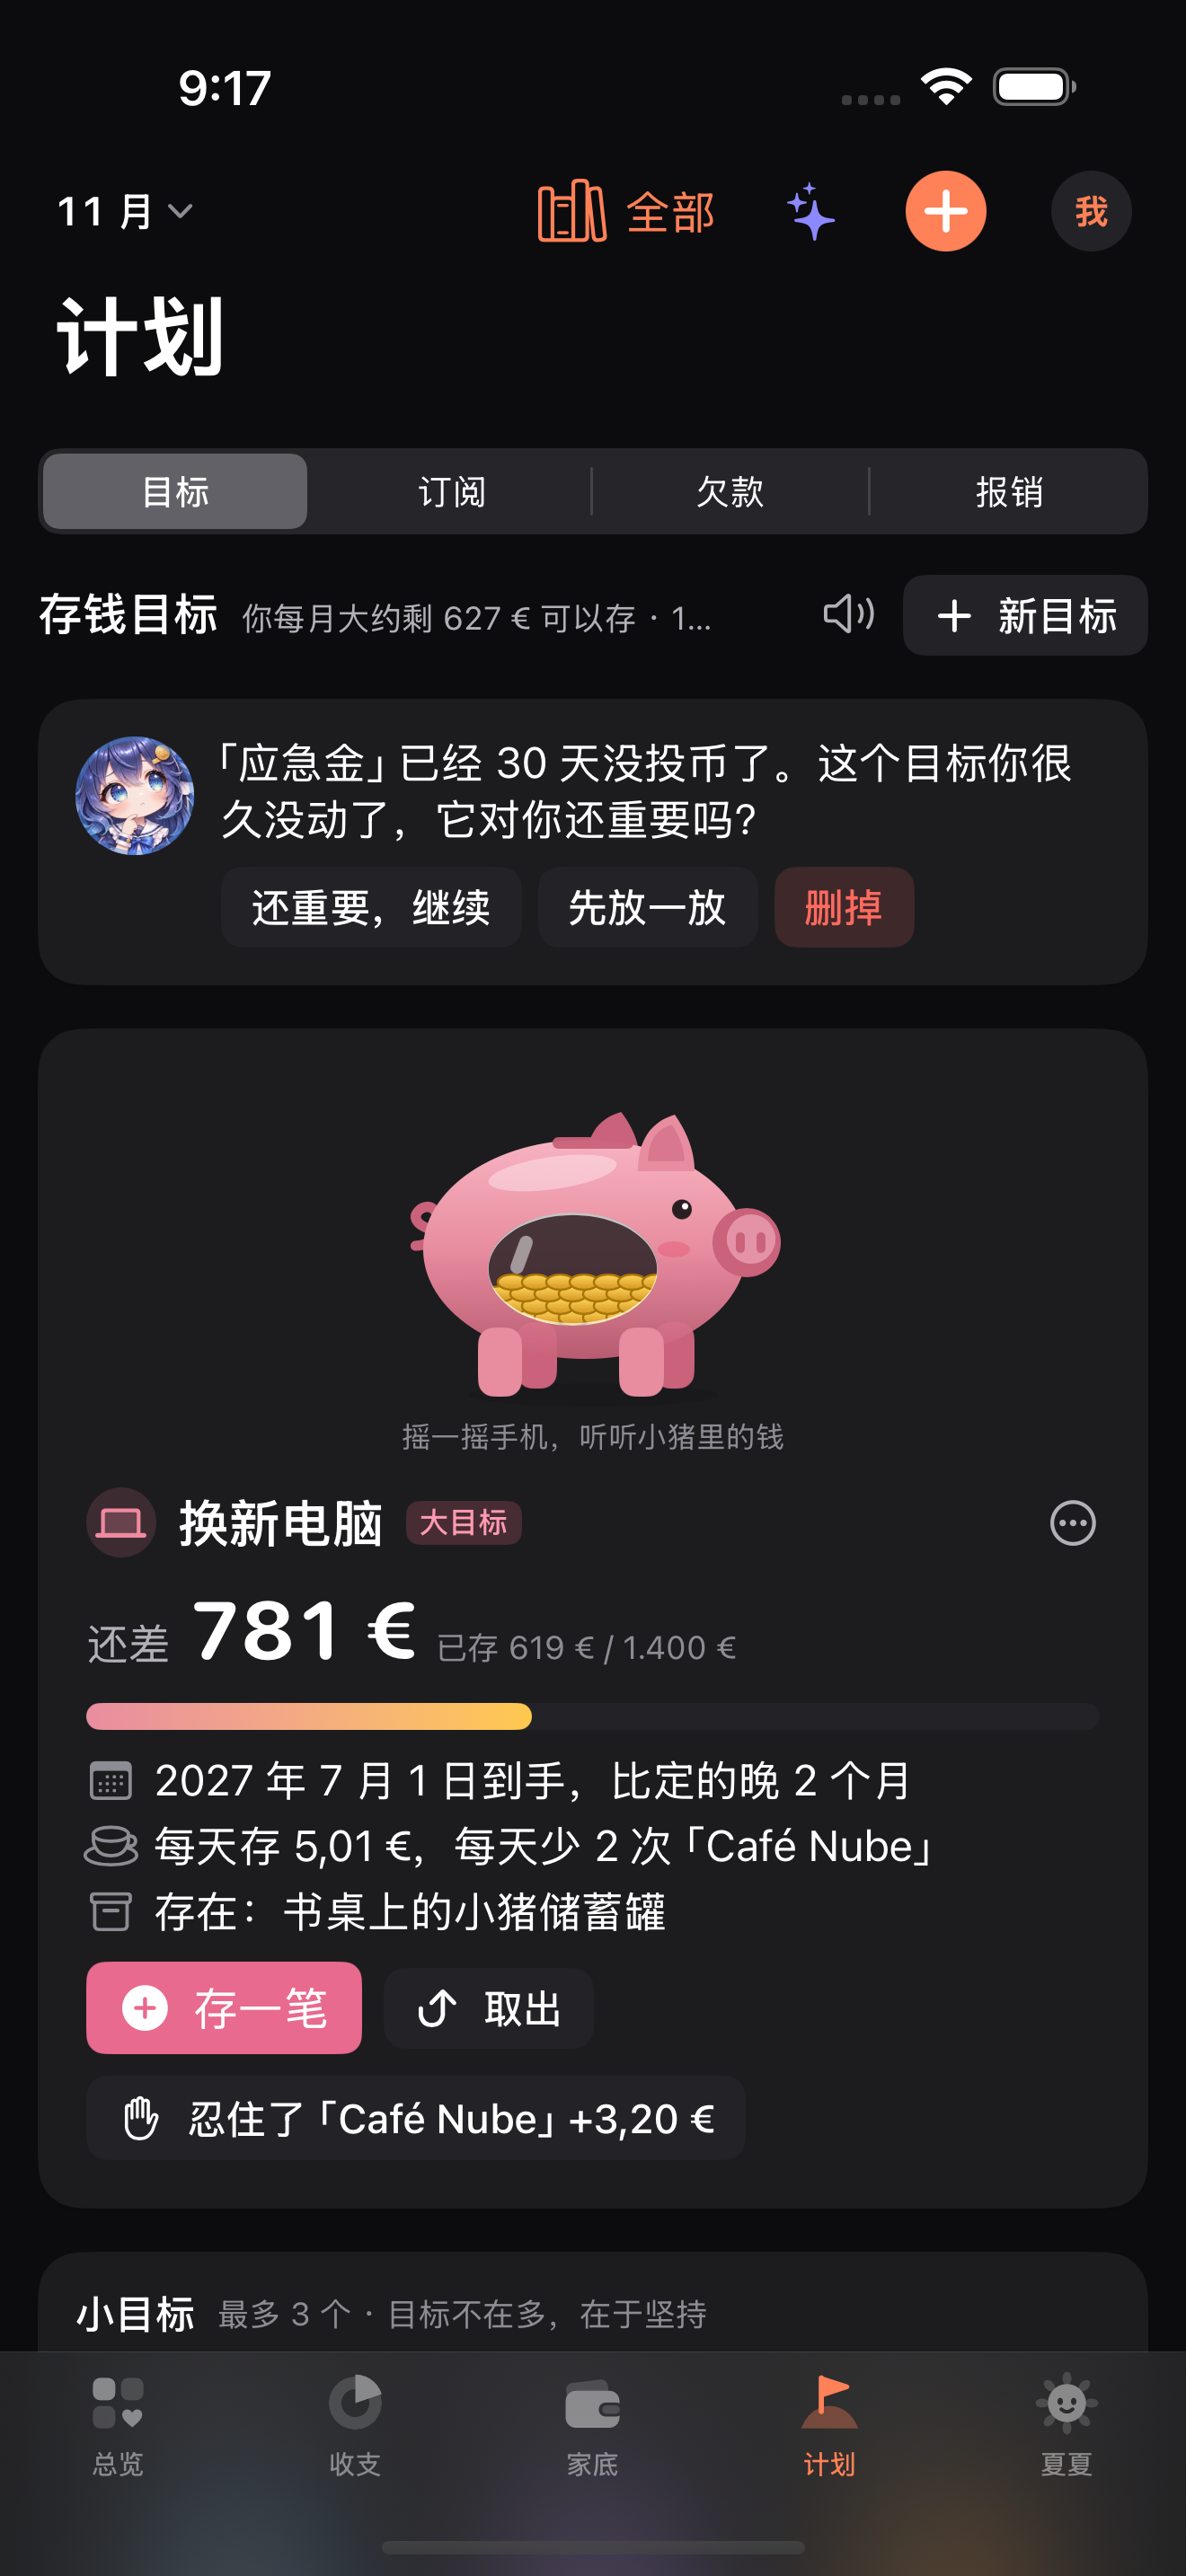 9:17
11 月
全部
我
计划
目标
订阅
欠款
报销
存钱目标 你每月大约剩 627 € 可以存 · 1...
新目标
「应急金」已经 30 天没投币了。这个目标你很
久没动了，它对你还重要吗?
还重要，继续
先放一放
删掉
摇一摇手机，听听小猪里的钱
换新电脑 大目标
还差 781 € 已存 619 € / 1.400 €
2027 年 7 月 1 日到手，比定的晚 2 个月
每天存 5,01 €，每天少 2 次「Café Nube」
存在：书桌上的小猪储蓄罐
存一笔
取出
忍住了「Café Nube」+3,20 €
小目标 最多 3 个 · 目标不在多，在于坚持
总览
收支
家底
计划
夏夏